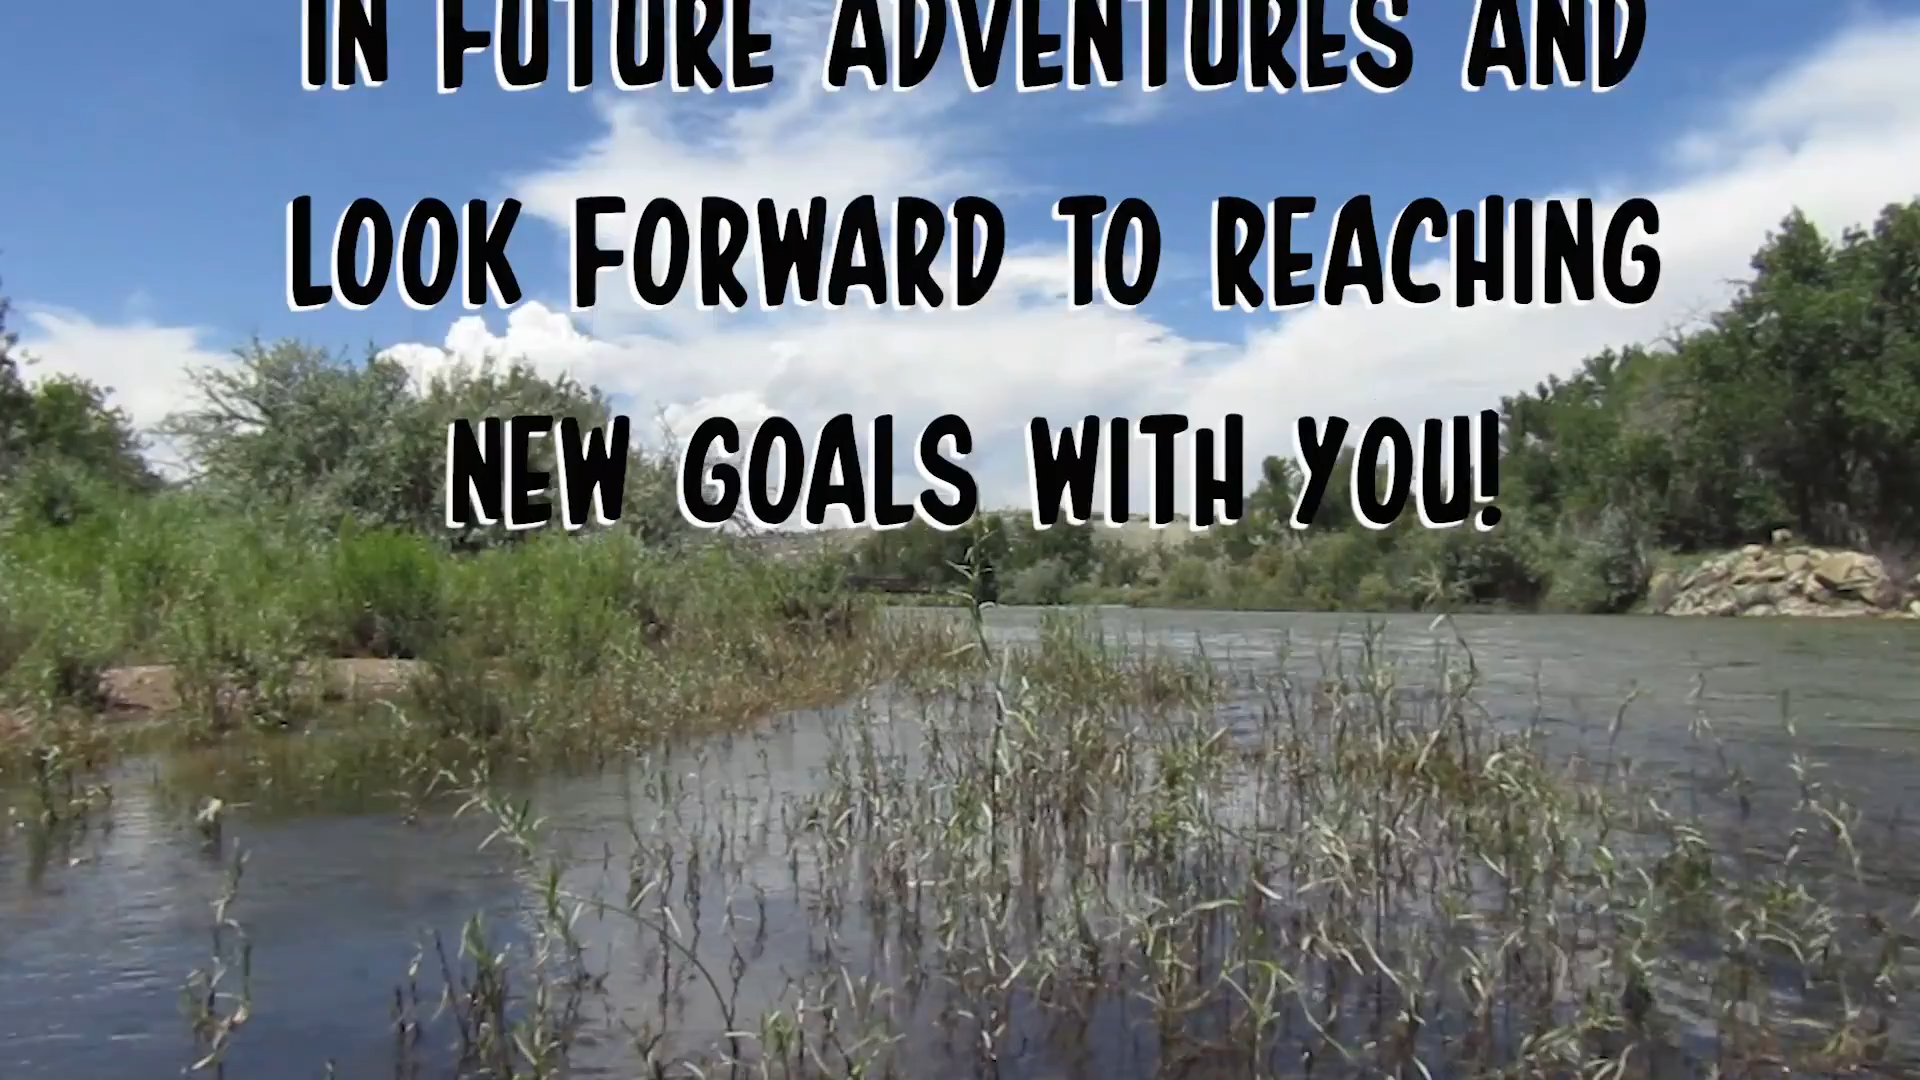 IN FUTURE ADVENTURES AND
LOOK FORWARD TO REACHING
NEW GOALS WITH YOU!